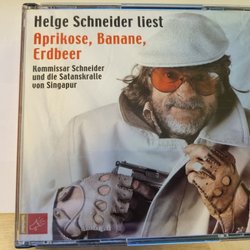 Helge Schneider liest
Aprikose, Banane,
Erdbeer
Kommissar Schneider
und die Satanskralle
von Singapur